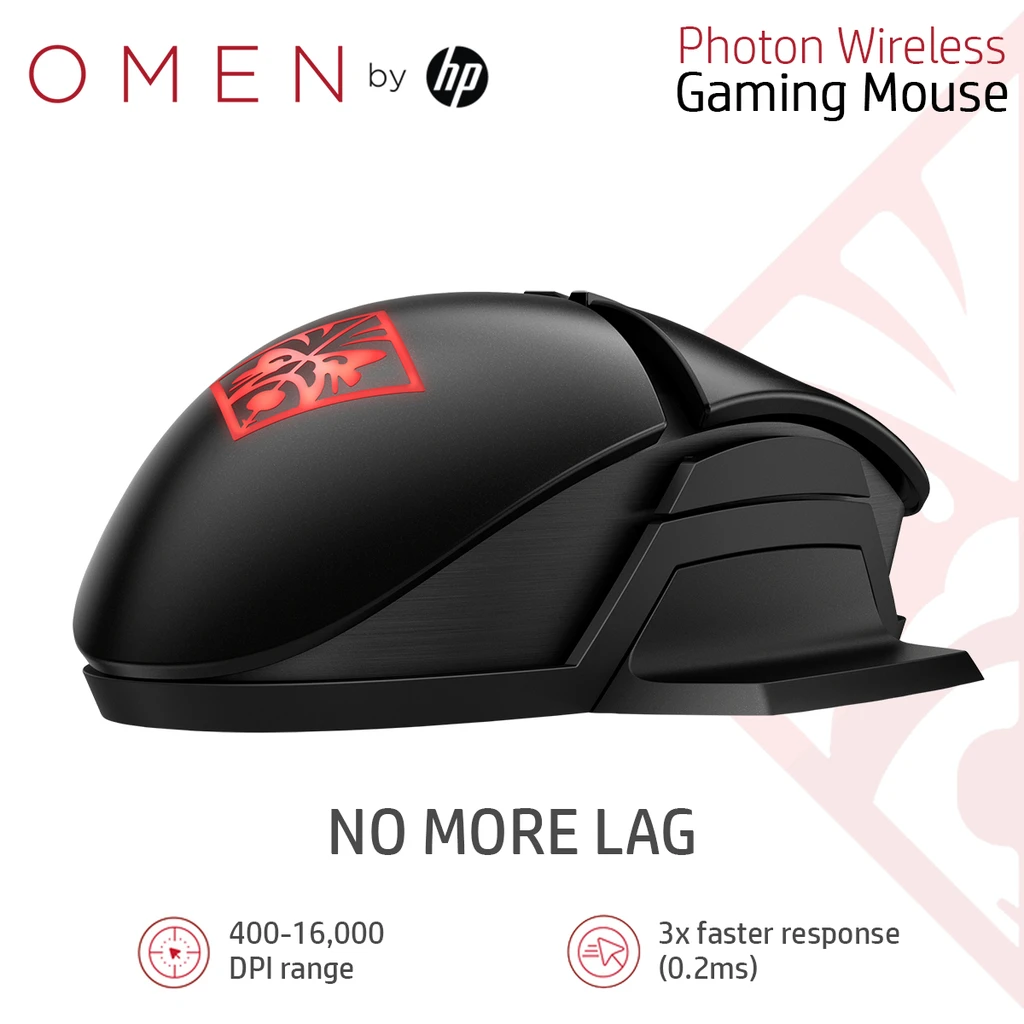 OMEN by hp
Photon Wireless
Gaming Mouse
NO MORE LAG
400-16,000
DPI range
3x faster response
(0.2ms)